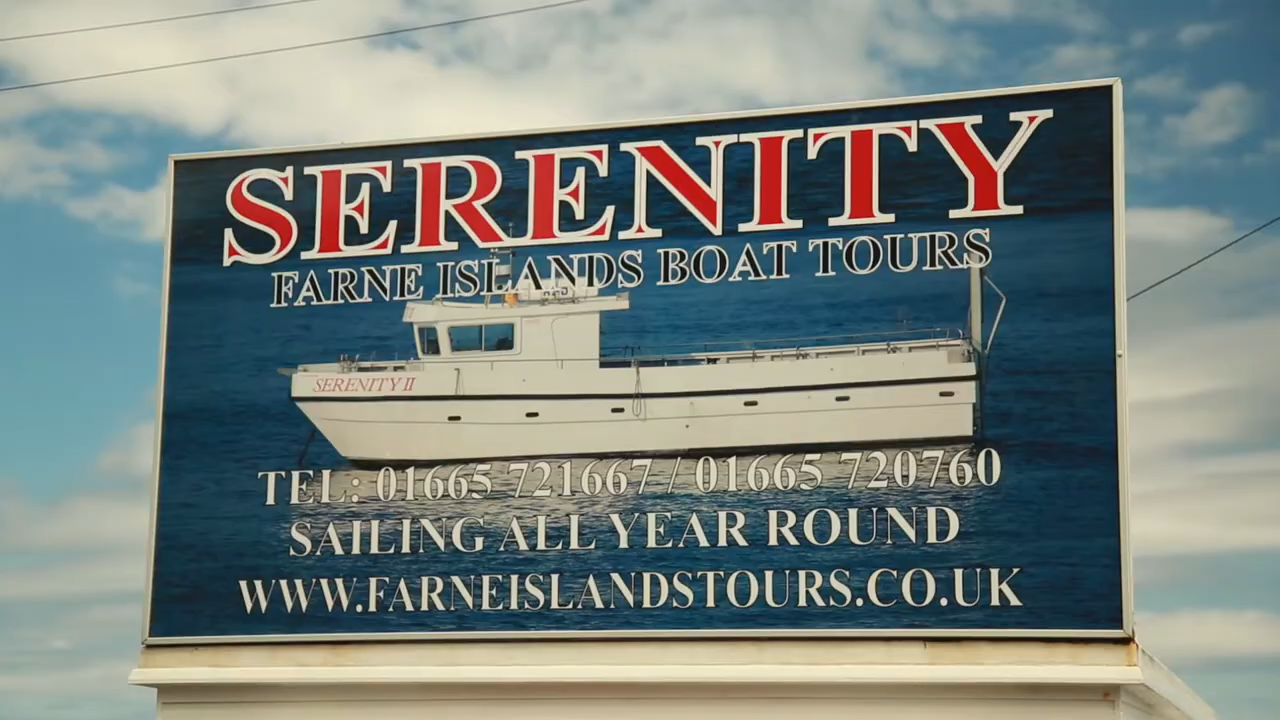 SERENITY
FARNE ISLANDS BOAT TOURS
SERENITY II
TEL: 01665 721667 / 01665 720760
SAILING ALL YEAR ROUND
WWW.FARNEISLANDSTOURS.CO.UK